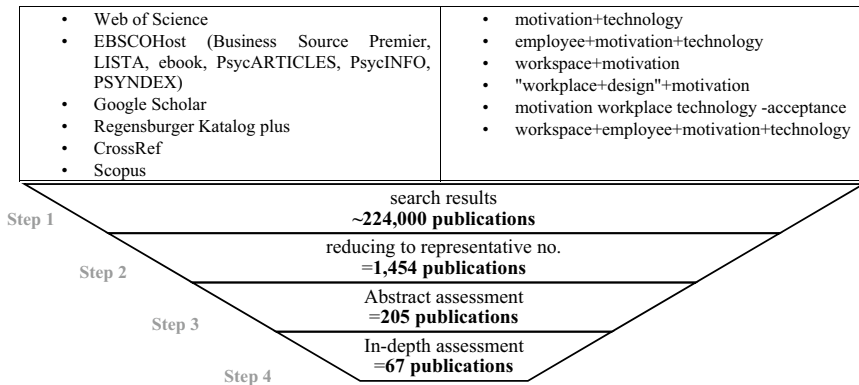 • Web of Science
• EBSCOHost (Business Source Premier,
LISTA, ebook, PsycARTICLES, PsycINFO,
PSYNDEX)
• Google Scholar
• Regensburger Katalog plus
• CrossRef
• Scopus
• motivation+technology
• employee+motivation+technology
• workspace+motivation
• "workplace+design"+motivation
• motivation workplace technology -acceptance
• workspace+employee+motivation+technology
Step 1
search results
~224,000 publications
Step 2
reducing to representative no.
=1,454 publications
Step 3
Abstract assessment
=205 publications
Step 4
In-depth assessment
=67 publications